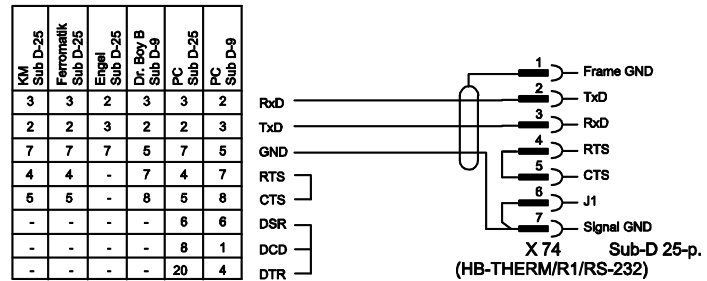 KM Sub D-25
Ferromatik Sub D-25
Engel Sub D-25
Dr. Boy B Sub D-9
PC Sub D-25
PC Sub D-9
3 3 2 3 3 2 RxD
2 2 3 2 2 3 TxD
7 7 7 5 7 5 GND
4 4 - 7 4 7 RTS
5 5 - 8 5 8 CTS
- - - - 6 6 DSR
- - - - 8 1 DCD
- - - - 20 4 DTR
1 Frame GND
2 TxD
3 RxD
4 RTS
5 CTS
6 J1
7 Signal GND
X 74 Sub-D 25-p.
(HB-THERM/R1/RS-232)